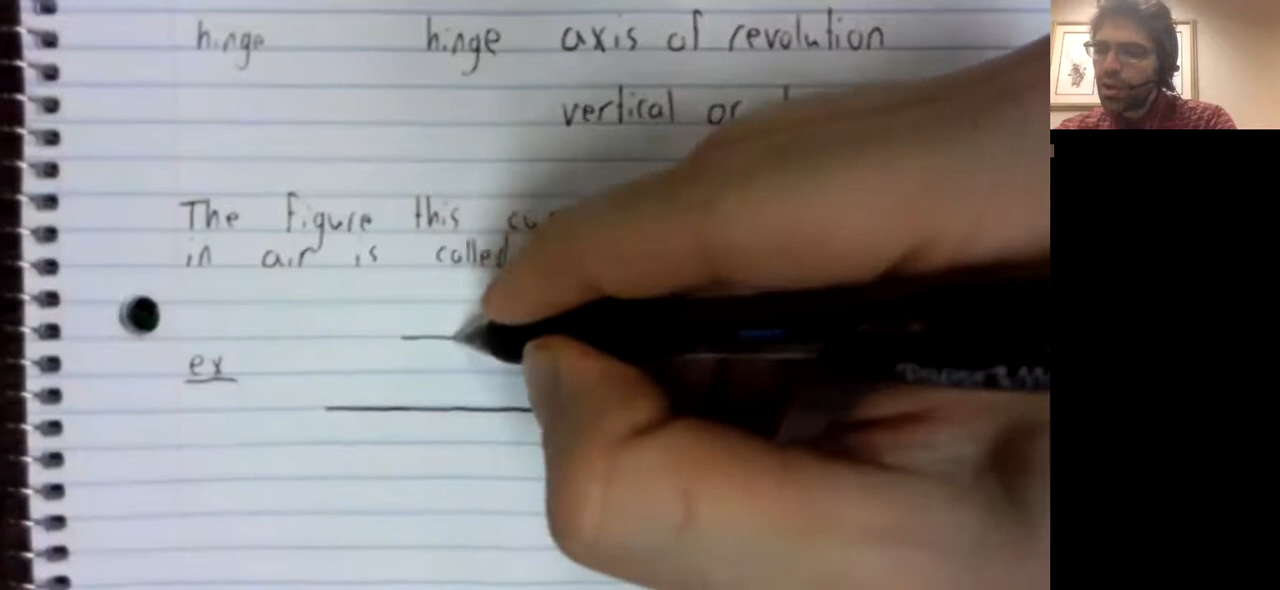 hinge hinge axis of revolution
vertical or
The figure this
in air is called
ex